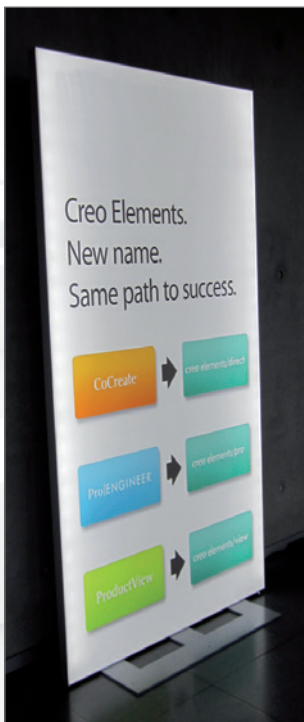 Creo Elements.
New name.
Same path to success.
CoCreate
creo elements/direct
Pro|ENGINEER
creo elements/pro
ProductView
creo elements/view